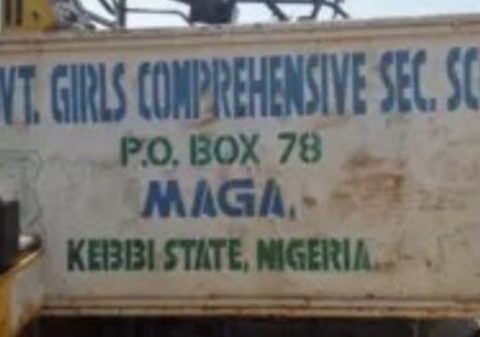 VT. GIRLS COMPREHENSIVE SEC. SC
P.O. BOX 78
MAGA,
KEBBI STATE, NIGERIA.